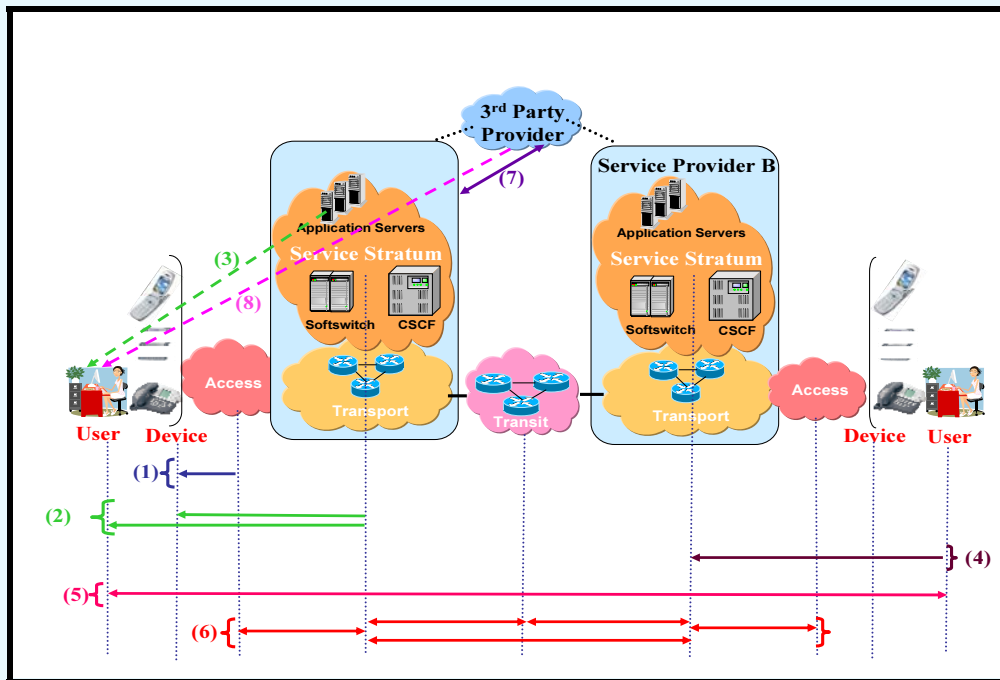 3rd Party
Provider
(7)
Service Provider B
Application Servers
Service Stratum
Softswitch
CSCF
(3)
(8)
Application Servers
Service Stratum
Softswitch
CSCF
Access
Transport
Transit
Transport
Access
User
Device
Device
User
(1)
(2)
(4)
(5)
(6)